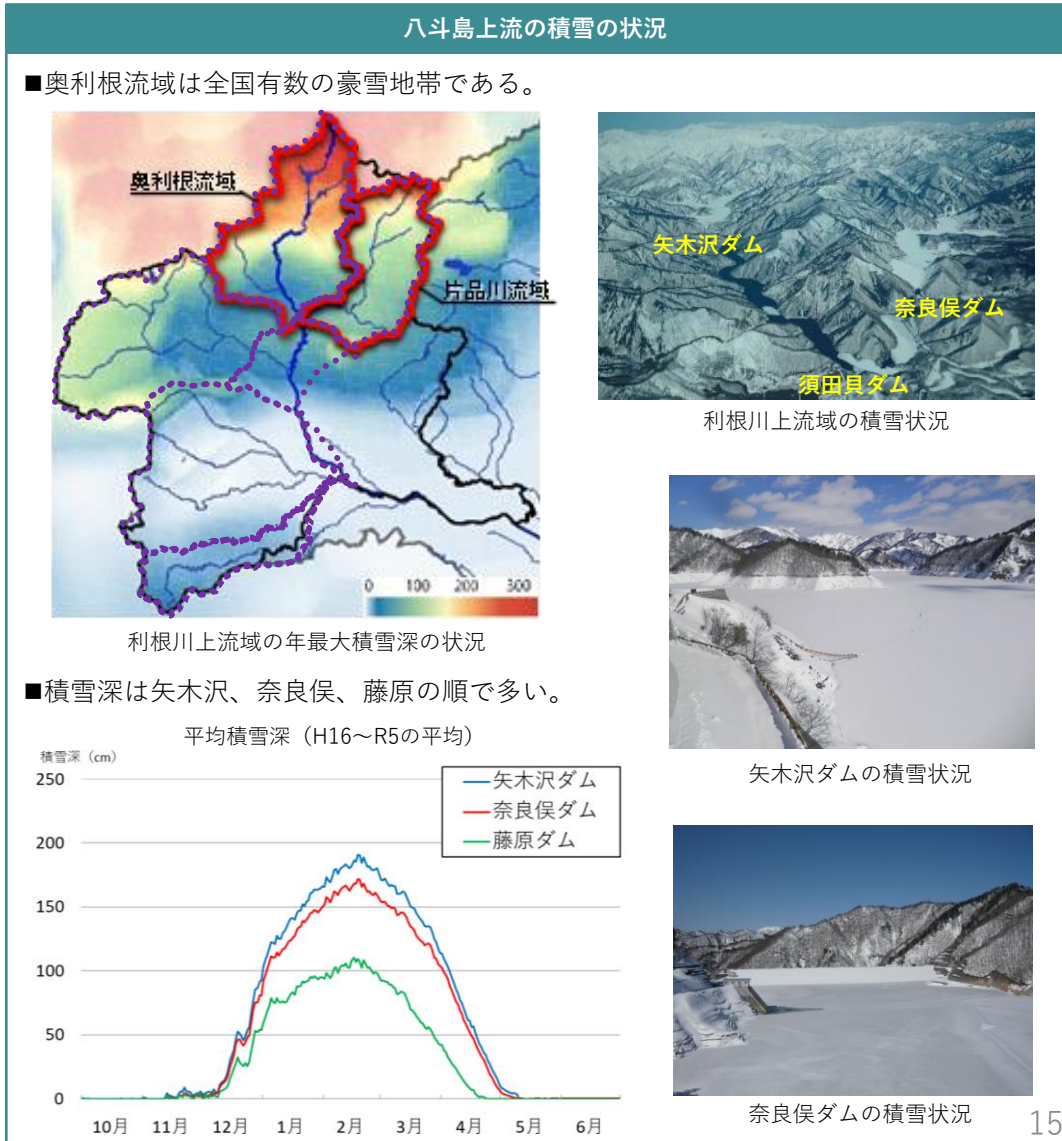 八斗島上流の積雪の状況
■奥利根流域は全国有数の豪雪地帯である。
奥利根流域
片品川流域
0 100 200 300
利根川上流域の年最大積雪深の状況
矢木沢ダム
奈良俣ダム
須田貝ダム
利根川上流域の積雪状況
矢木沢ダムの積雪状況
奈良俣ダムの積雪状況
■積雪深は矢木沢、奈良俣、藤原の順で多い。
平均積雪深（H16～R5の平均）
積雪深（cm）
250
200
150
100
50
0
矢木沢ダム
奈良俣ダム
藤原ダム
10月 11月 12月 1月 2月 3月 4月 5月 6月
15